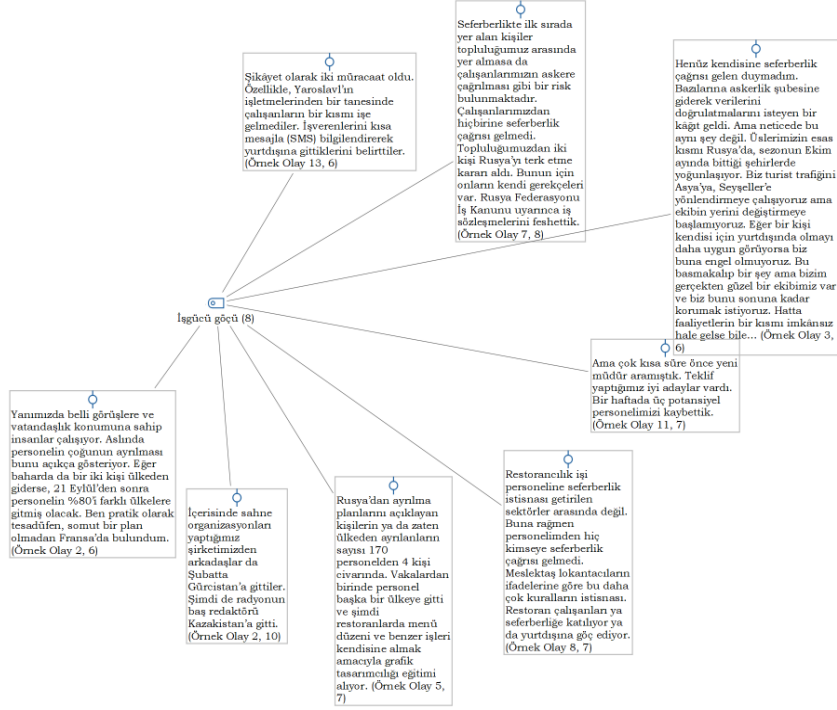 Seferberlikte ilk sırada
yer alan kişiler
topluluğumuz arasında
yer almasa da
çalışanlarımızın askere
çağrılması gibi bir risk
bulunmaktadır.
Çalışanlarımızdan
hiçbirine seferberlik
çağrısı gelmedi.
Topluluğumuzdan iki
kişi Rusya’yı terk etme
kararı aldı. Bunun için
onların kendi gerekçeleri
var. Rusya Federasyonu
İş Kanunu uyarınca iş
sözleşmelerini feshettik.
(Örnek Olay 7, 8)
Şikâyet olarak iki müracaat oldu.
Özellikle, Yaroslavl’ın
işletmelerinden bir tanesinde
çalışanların bir kısmı işe
gelmediler. İşverenlerini kısa
mesajla (SMS) bilgilendirerek
yurtdışına gittiklerini belirttiler.
(Örnek Olay 13, 6)
Henüz kendisine seferberlik
çağrısı gelen duymadım.
Bazılarına askerlik şubesine
giderek verilerini
doğrulatmalarını isteyen bir
kâğıt geldi. Ama neticede bu
aynı şey değil. Üslerimizin esas
kısmı Rusya’da, sezonun Ekim
ayında bittiği şehirlerde
yoğunlaşıyor. Biz turist trafiğini
Asya’ya, Seyşeller’e
yönlendirmeye çalışıyoruz ama
ekibin yerini değiştirmeye
başlamıyoruz. Eğer bir kişi
kendisi için yurtdışında olmayı
daha uygun görüyorsa biz
buna engel olmuyoruz. Bu
basmakalıp bir şey ama bizim
gerçekten güzel bir ekibimiz var
ve biz bunu sonuna kadar
korumak istiyoruz. Hatta
faaliyetlerin bir kısmı imkânsız
hale gelse bile... (Örnek Olay 3,
6)
İşgücü göçü (8)
Ama çok kısa süre önce yeni
müdür aramıştık. Teklif
yaptığımız iyi adaylar vardı.
Bir haftada üç potansiyel
personelimizi kaybettik.
(Örnek Olay 11, 7)
Yanımızda belli görüşlere ve
vatandaşlık konumuna sahip
insanlar çalışıyor. Aslında
personelin çoğunun ayrılması
bunu açıkça gösteriyor. Eğer
baharda da bir iki kişi ülkeden
giderse, 21 Eylül’den sonra
personelin %80’i farklı ülkelere
gitmiş olacak. Ben pratik olarak
tesadüfen, somut bir plan
olmadan Fransa’da bulundum.
(Örnek Olay 2, 6)
İçerisinde sahne
organizasyonları
yaptığımız
şirketimizden
arkadaşlar da
Şubatta
Gürcistan’a gittiler.
Şimdi de radyonun
baş redaktörü
Kazakistan’a gitti.
(Örnek Olay 2, 10)
Rusya’dan ayrılma
planlarını açıklayan
kişilerin ya da zaten
ülkeden ayrılanların
sayısı 170
personelden 4 kişi
civarında. Vakalardan
birinde personel
başka bir ülkeye gitti
ve şimdi
restoranlarda menü
düzeni ve benzer işleri
kendisine almak
amacıyla grafik
tasarımcılığı eğitimi
alıyor. (Örnek Olay 5,
7)
Restorancılık işi
personeline seferberlik
istisnası getirilen
sektörler arasında değil.
Buna rağmen
personelimden hiç
kimseye seferberlik
çağrısı gelmedi.
Meslektaş lokantacıların
ifadelerine göre bu daha
çok kuralların istisnası.
Restoran çalışanları ya
seferberliğe katılıyor ya
da yurtdışına göç ediyor.
(Örnek Olay 8, 7)